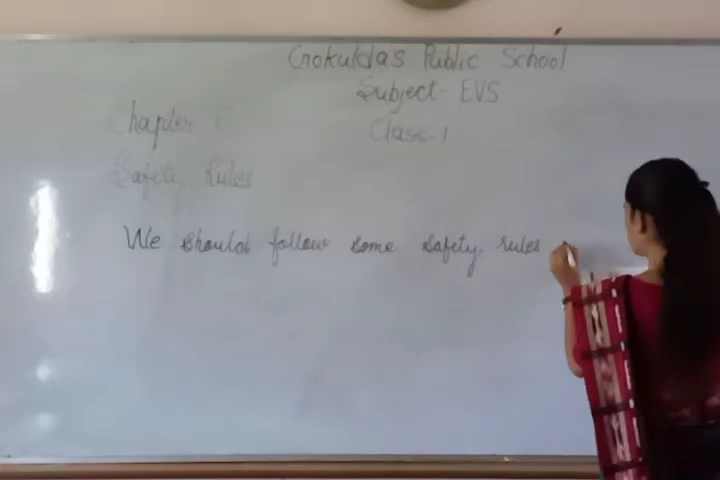 Gokuldas Public School
Subject- EVS
Class-1
Chapter
Safety Rules
We should follow some safety rules